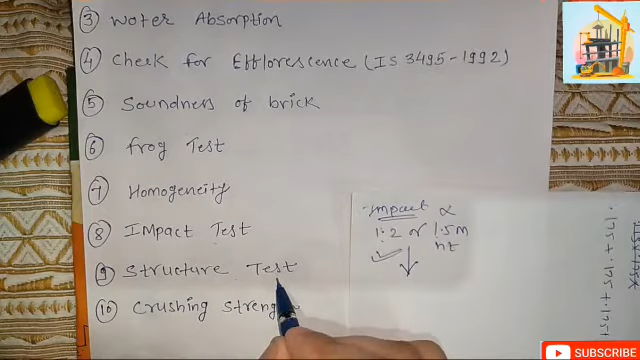 ③ Woter Absorption
④ Check for Efflorescence (IS 3495-1992)
⑤ Soundness of brick
⑥ frog Test
⑦ Homogeneity
⑧ Impact Test
⑨ Structure Test
⑩ Crushing Streng
Impact ∝
1.2 or 1.5m
ht
SUBSCRIBE